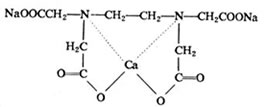 NaOOCCH₂ N CH₂ CH₂ N CH₂COONa
H₂C CH₂
Ca
O C C O
O O